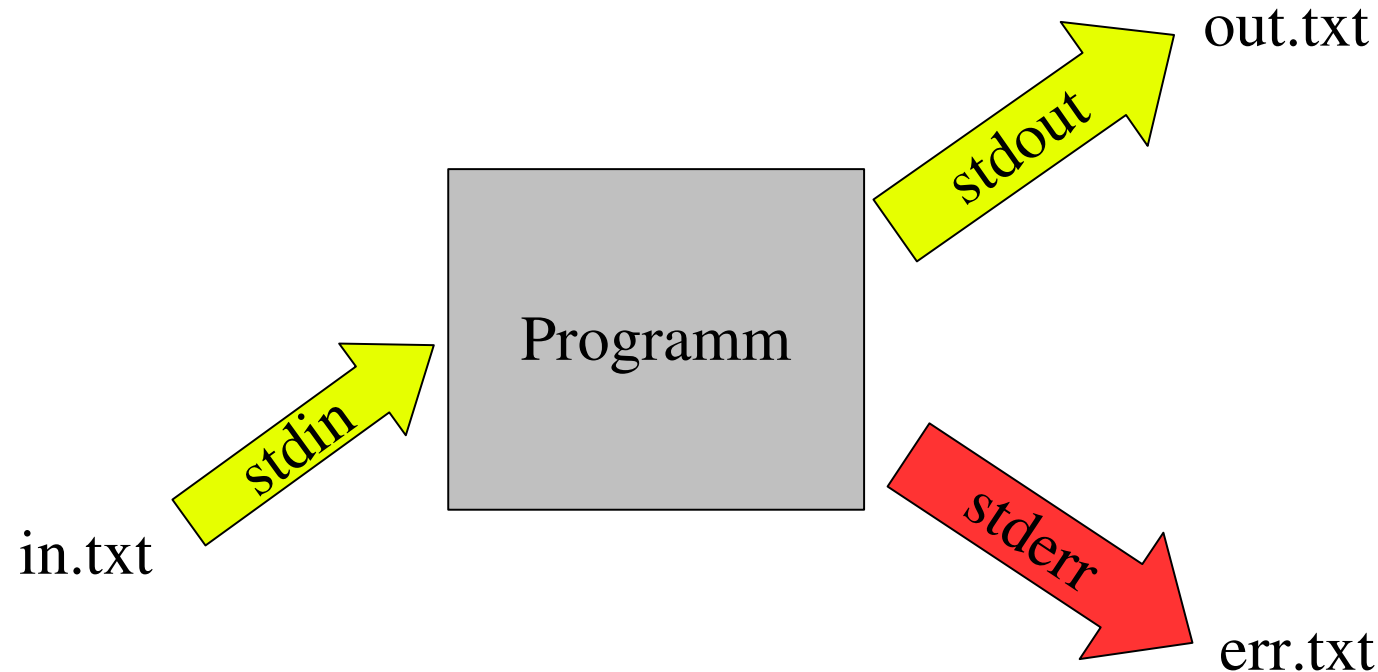 out.txt
stdout
Programm
stdin
in.txt
stderr
err.txt